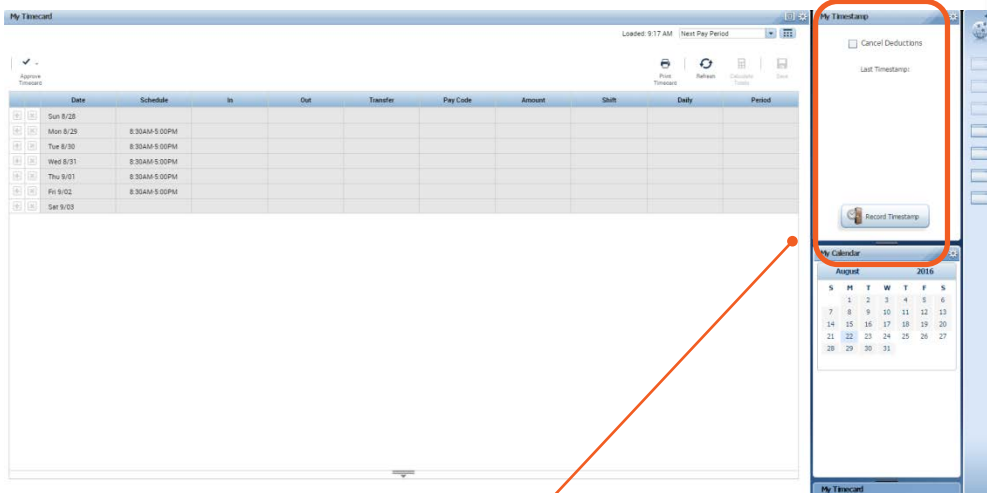 My Timecard
Loaded: 9:17 AM Next Pay Period
Approve
Timecard
Print
Timecard
Refresh
Calculate
Totals
Save
Date Schedule In Out Transfer Pay Code Amount Shift Daily Period
Sun 8/28
Mon 8/29 8:30AM-5:00PM
Tue 8/30 8:30AM-5:00PM
Wed 8/31 8:30AM-5:00PM
Thu 9/01 8:30AM-5:00PM
Fri 9/02 8:30AM-5:00PM
Sat 9/03
My Timestamp
Cancel Deductions
Last Timestamp:
Record Timestamp
My Calendar
August 2016
S M T W T F S
1 2 3 4 5 6
7 8 9 10 11 12 13
14 15 16 17 18 19 20
21 22 23 24 25 26 27
28 29 30 31
My Timecard